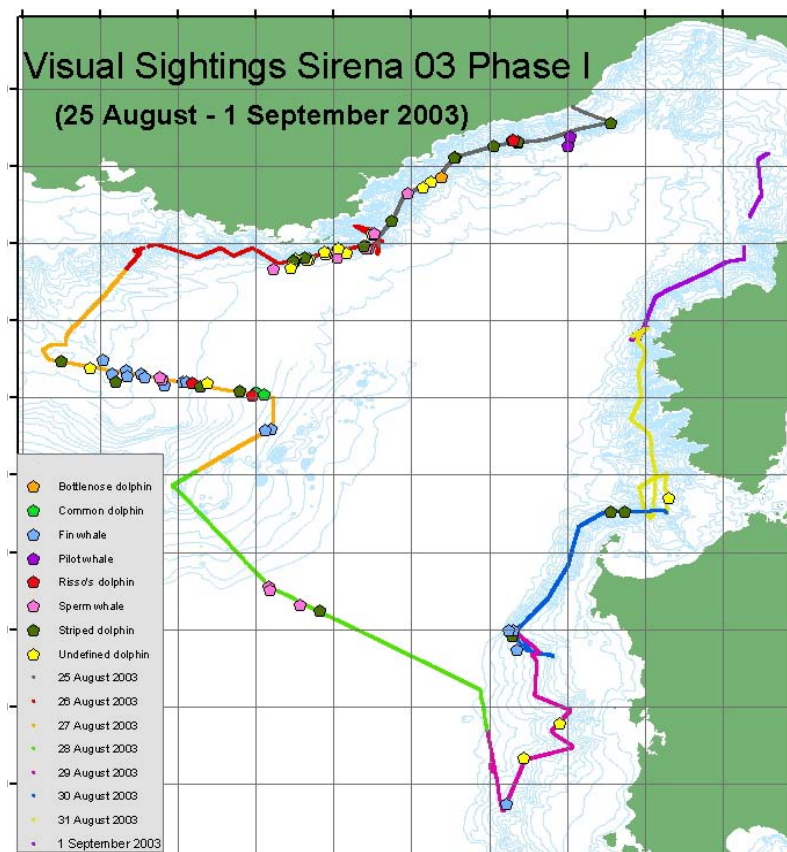 Visual Sightings Sirena 03 Phase I
(25 August - 1 September 2003)
Bottlenose dolphin
Common dolphin
Fin whale
Pilot whale
Risso's dolphin
Sperm whale
Striped dolphin
Undefined dolphin
25 August 2003
26 August 2003
27 August 2003
28 August 2003
29 August 2003
30 August 2003
31 August 2003
1 September 2003